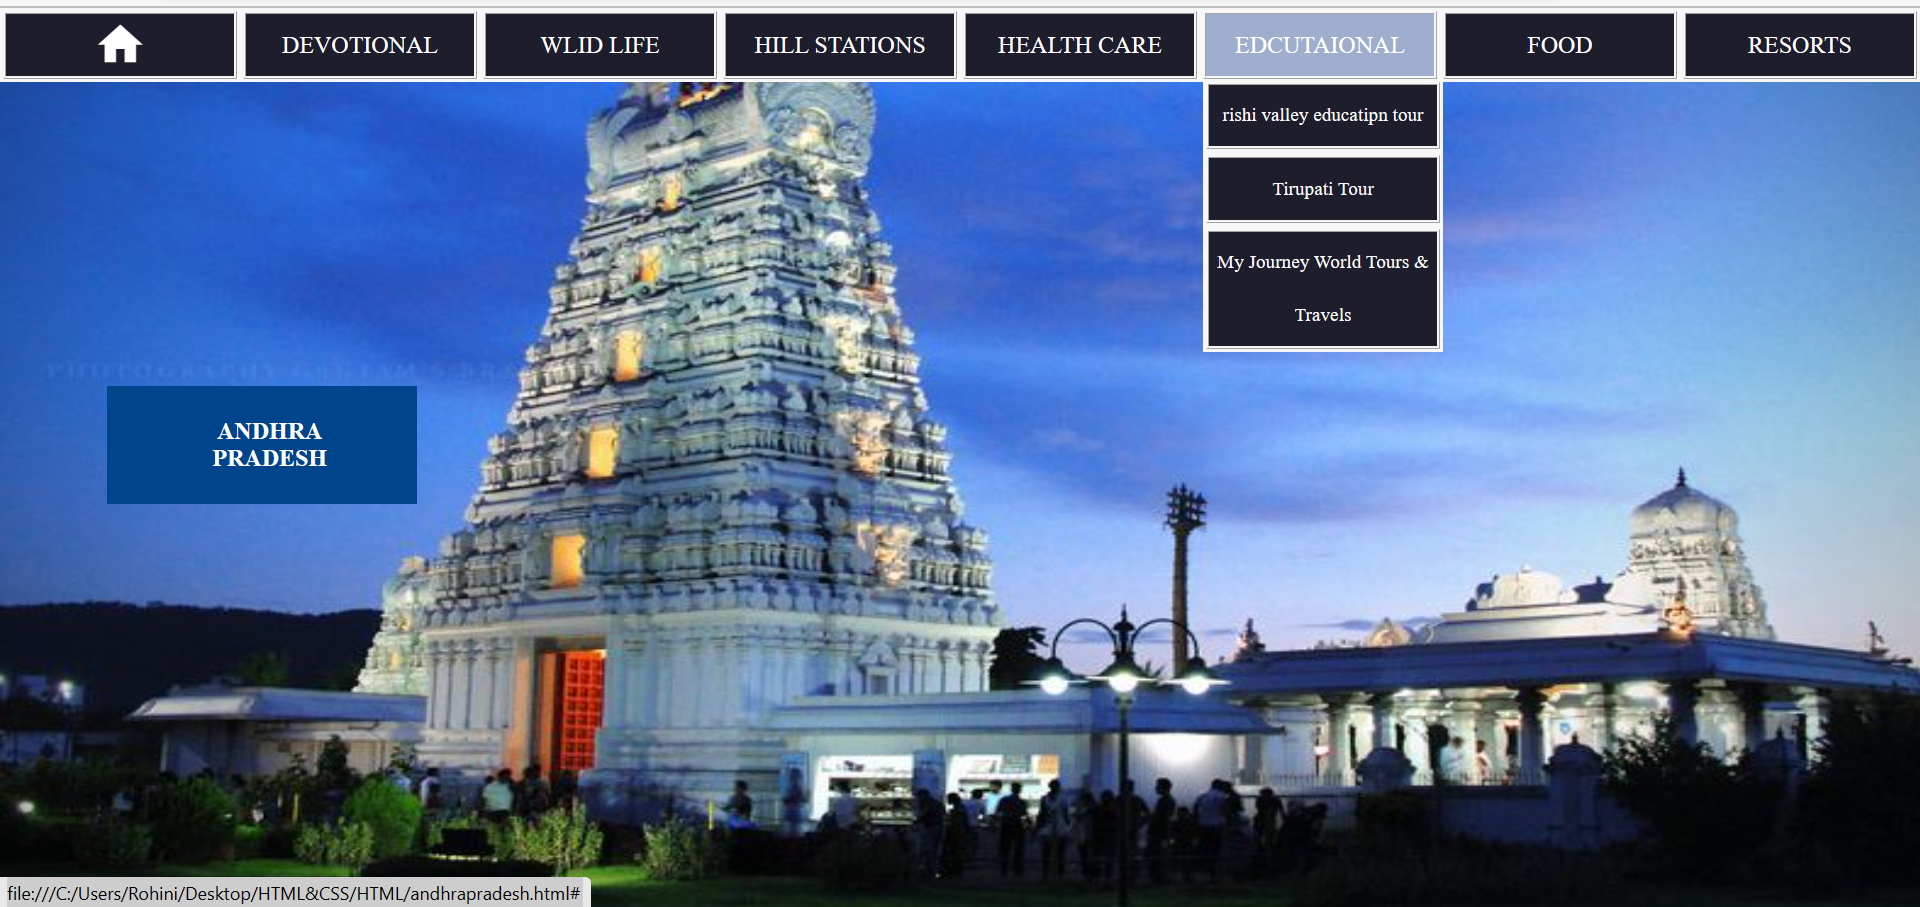 DEVOTIONAL
WLID LIFE
HILL STATIONS
HEALTH CARE
EDCUTAIONAL
FOOD
RESORTS
rishi valley educatipn tour
Tirupati Tour
My Journey World Tours &
Travels
PHOTOGRAPHY
ANDHRA
PRADESH
file:///C:/Users/Rohini/Desktop/HTML&CSS/HTML/andhrapradesh.html#